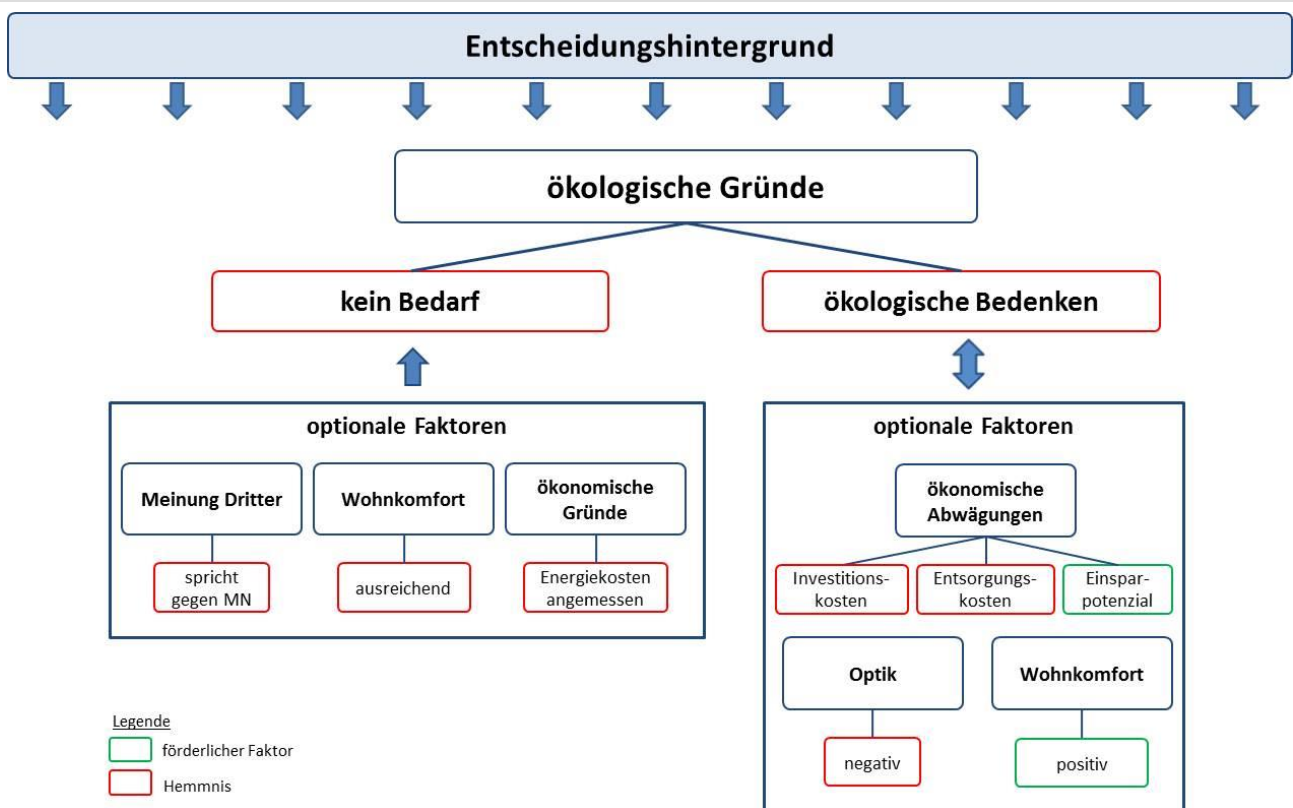 Entscheidungshintergrund
ökologische Gründe
kein Bedarf
ökologische Bedenken
optionale Faktoren
Meinung Dritter
Wohnkomfort
ökonomische
Gründe
spricht
gegen MN
ausreichend
Energiekosten
angemessen
optionale Faktoren
ökonomische
Abwägungen
Investitions-
kosten
Entsorgungs-
kosten
Einspar-
potenzial
Optik
Wohnkomfort
negativ
positiv
Legende
förderlicher Faktor
Hemmnis